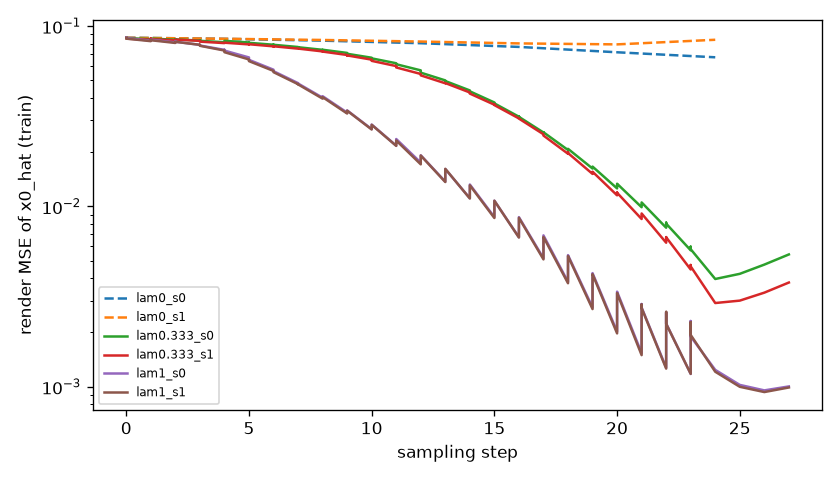 10⁻¹
10⁻²
10⁻³
render MSE of x0_hat (train)
lam0_s0
lam0_s1
lam0.333_s0
lam0.333_s1
lam1_s0
lam1_s1
0 5 10 15 20 25
sampling step